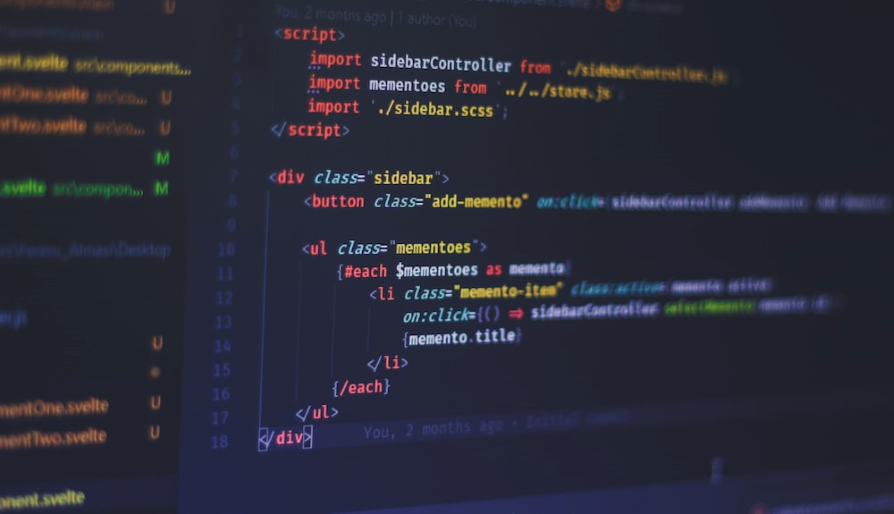 You, 2 months ago | 1 author (You)
ent.svelte src\components...
ntOne.svelte src\co... U
ntTwo.svelte src\co... U
M
.svelte src\compon... M
\Desktop
U
mentOne.svelte U
mentTwo.svelte U
onent.svelte
1 <script>
2 import sidebarController from './sidebarController.js';
3 import mementoes from '../../store.js';
4 import './sidebar.scss';
5 </script>
6
7 <div class="sidebar">
8 <button class="add-memento" on:click= sidebarController
9
10 <ul class="mementoes">
11 {#each $mementoes as memento}
12 <li class="memento-item" class:active= memento.active
13 on:click={() => sidebarController selectMemento memento
14 {memento.title}
15 </li>
16 {/each}
17 </ul>
18 </div> You, 2 months ago • Initial commit